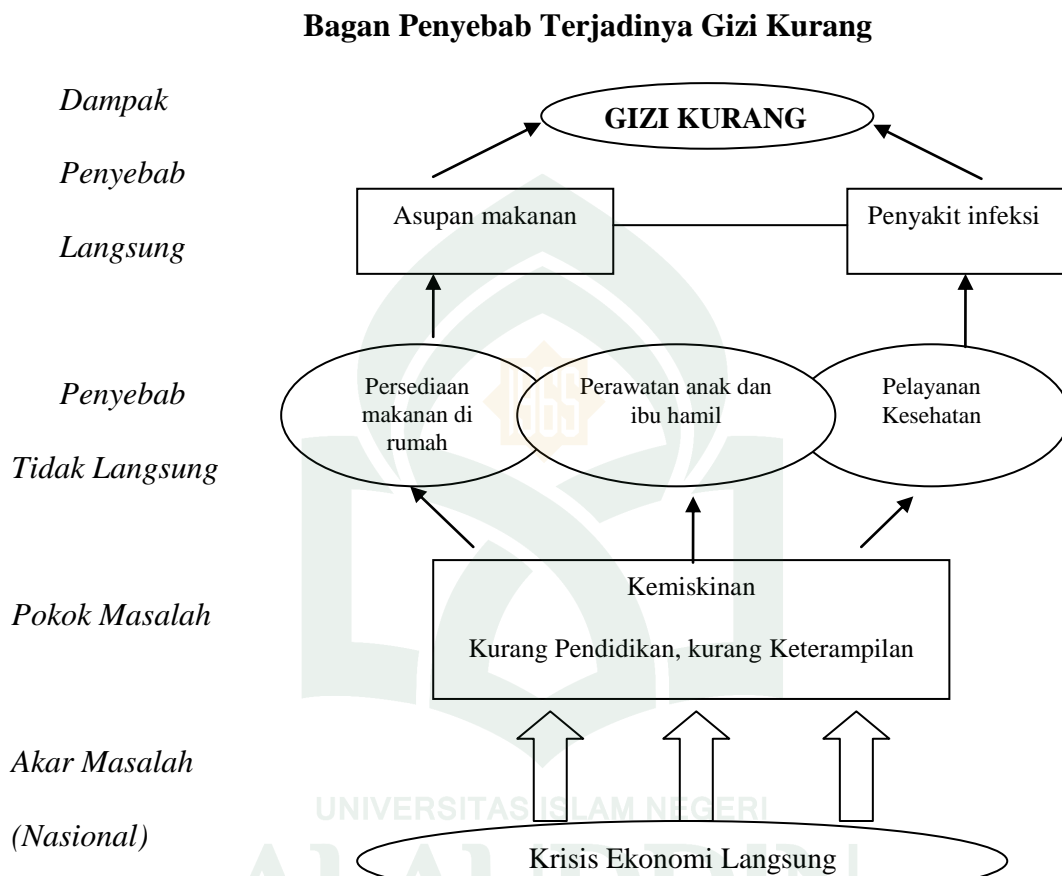 Bagan Penyebab Terjadinya Gizi Kurang
Dampak
GIZI KURANG
Penyebab
Langsung
Asupan makanan
Penyakit infeksi
Penyebab
Tidak Langsung
Persediaan
makanan di
rumah
Perawatan anak dan
ibu hamil
Pelayanan
Kesehatan
Pokok Masalah
Kemiskinan
Kurang Pendidikan, kurang Keterampilan
Akar Masalah
(Nasional)
UNIVERSITAS ISLAM NEGERI
Krisis Ekonomi Langsung
ALAUDDIN